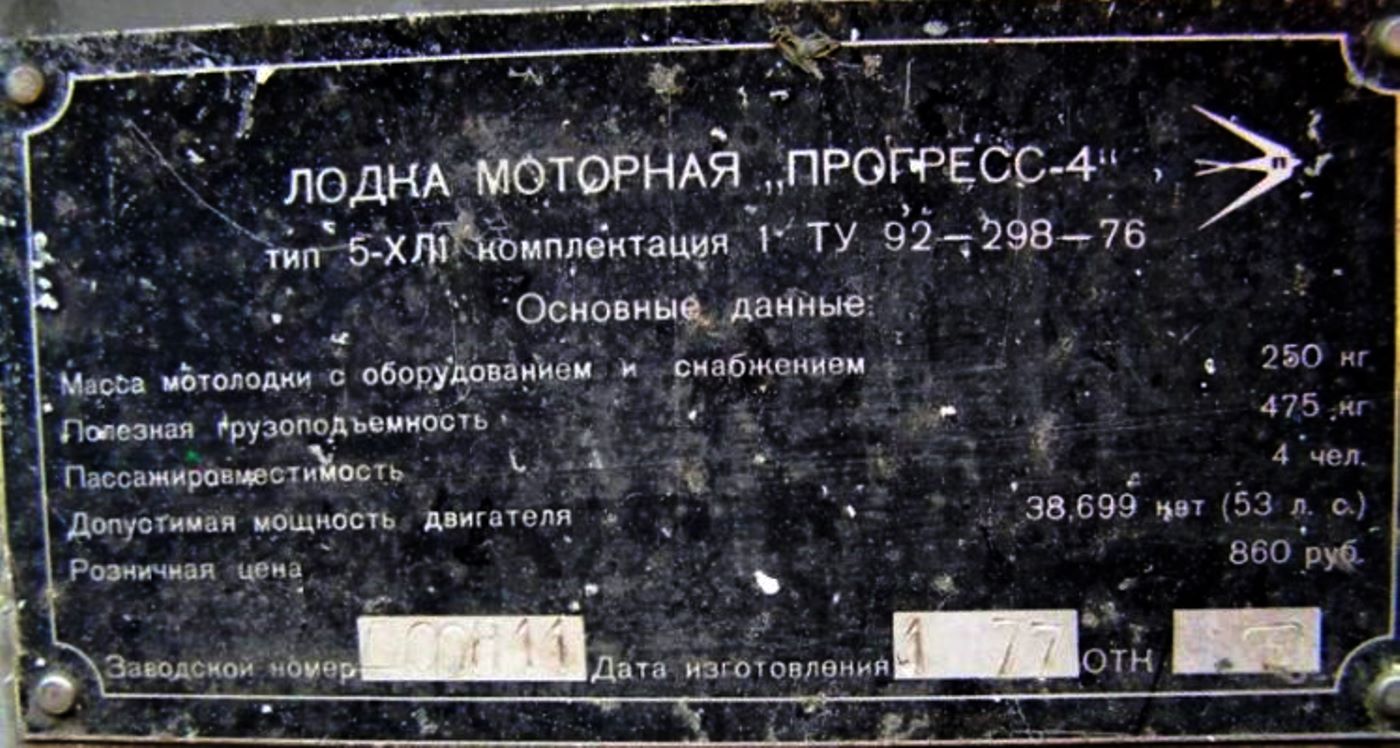 ЛОДКА МОТОРНАЯ „ПРОГРЕСС-4“
п
тип 5-ХЛ1 комплектация 1 ТУ 92-298-76
Основные данные:
Масса мотолодки с оборудованием и снабжением 250 кг
Полезная грузоподъемность 475 кг
Пассажировместимость 4 чел.
Допустимая мощность двигателя 38,699 квт (53 л. с.)
Розничная цена 860 руб.
Заводской номер Дата изготовления 1 77 ОТК